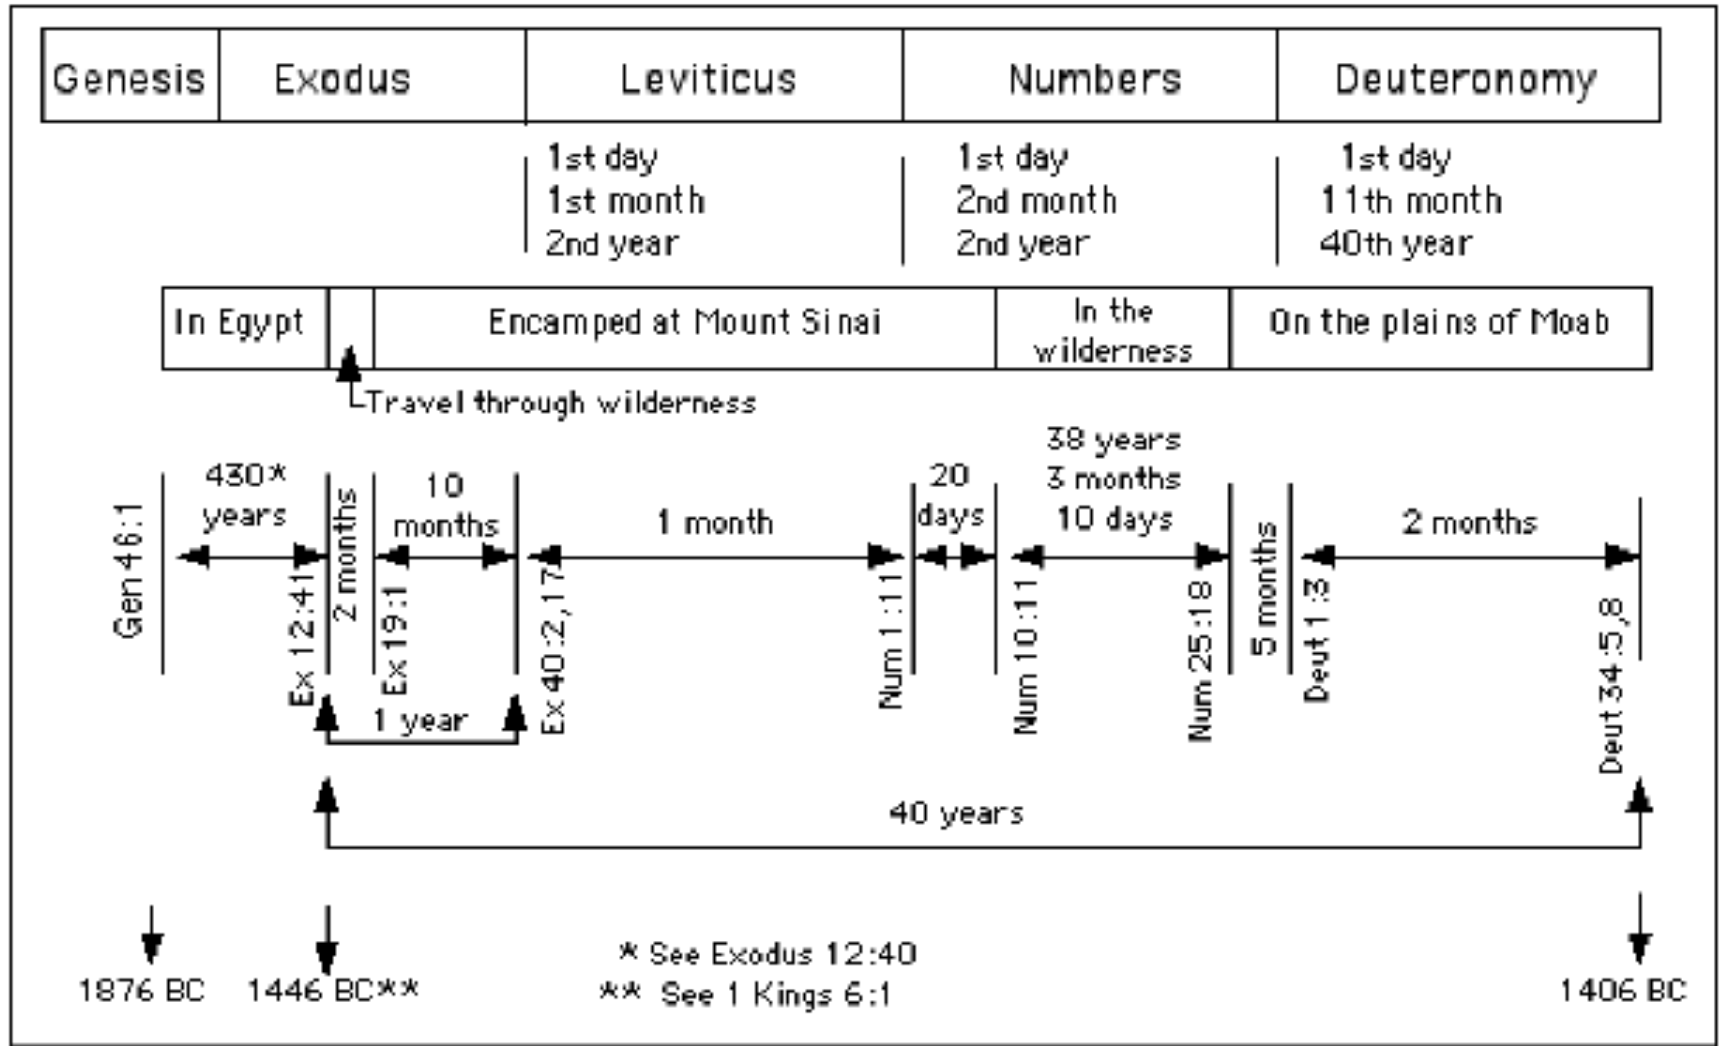 Genesis Exodus Leviticus Numbers Deuteronomy
1st day
1st month
2nd year
1st day
2nd month
2nd year
1st day
11th month
40th year
In Egypt
Encamped at Mount Sinai
In the
wilderness
On the plains of Moab
Travel through wilderness
Gen 46:1
430*
years
Ex 12:41
2 months
Ex 19:1
10
months
Ex 40:2,17
1 month
Num 1:11
20
days
Num 10:11
38 years
3 months
10 days
Num 25:18
5 months
Deut 1:3
2 months
Deut 34:5,8
1 year
40 years
1876 BC
1446 BC**
* See Exodus 12:40
** See 1 Kings 6:1
1406 BC